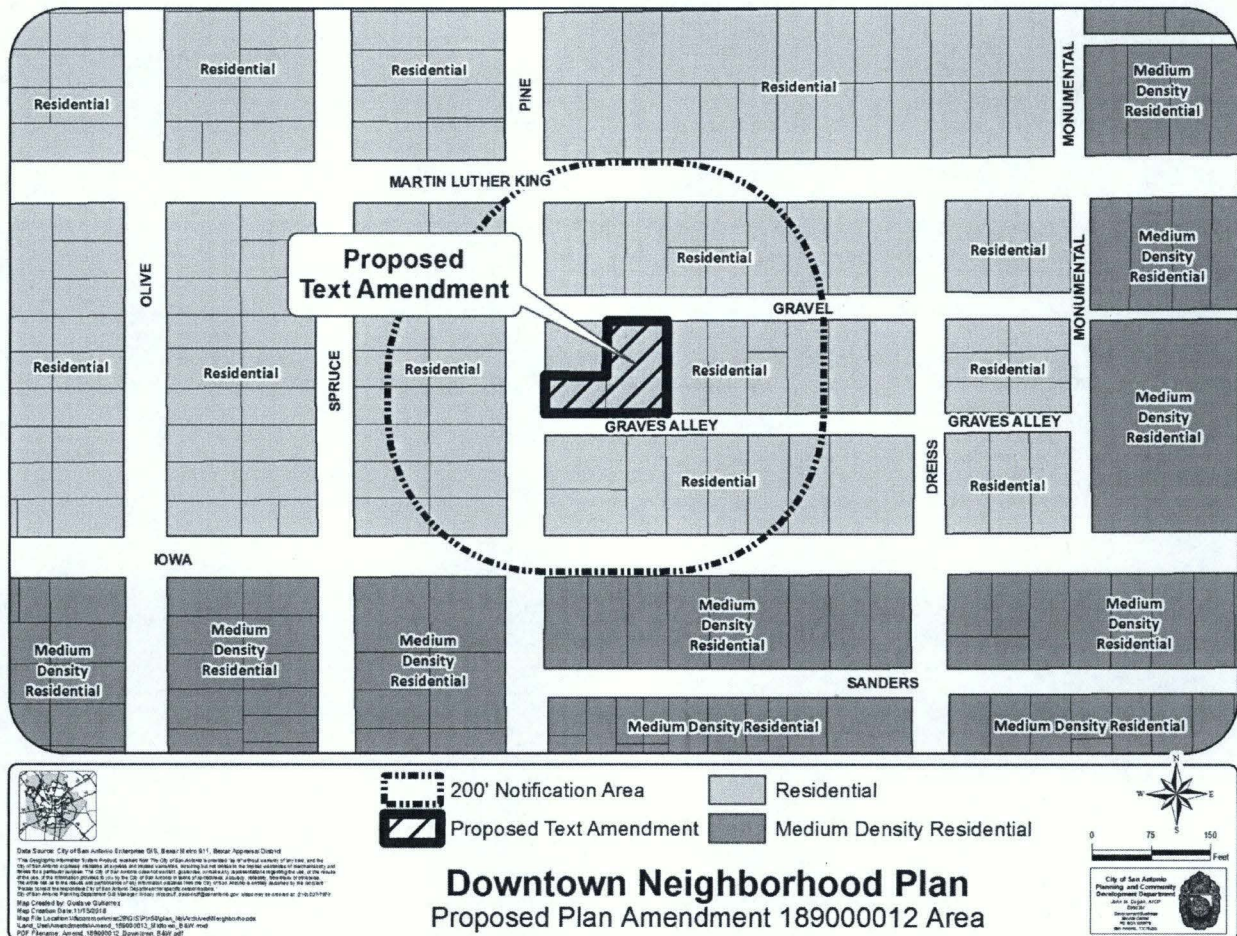 Residential
Residential
Residential
PINE
Residential
MONUMENTAL
Medium
Density
Residential
MARTIN LUTHER KING
Proposed
Text Amendment
OLIVE
Residential
Residential
SPRUCE
Residential
Residential
GRAVEL
Residential
Residential
MONUMENTAL
Medium
Density
Residential
Residential
Medium
Density
Residential
GRAVES ALLEY
GRAVES ALLEY
Residential
DREISS
Residential
IOWA
Medium
Density
Residential
Medium
Density
Residential
Medium
Density
Residential
Medium
Density
Residential
Medium
Density
Residential
SANDERS
Medium Density Residential
Medium Density Residential
200' Notification Area
Residential
Proposed Text Amendment
Medium Density Residential
N
W
E
S
0 75 150
Feet
Data Source: City of San Antonio Enterprise GIS, Bexar Metro 911, Bexar Appraisal District
Map Created by: Gustavo Gutierrez
Downtown Neighborhood Plan
Proposed Plan Amendment 189000012 Area
City of San Antonio
Planning and Community
Development Department